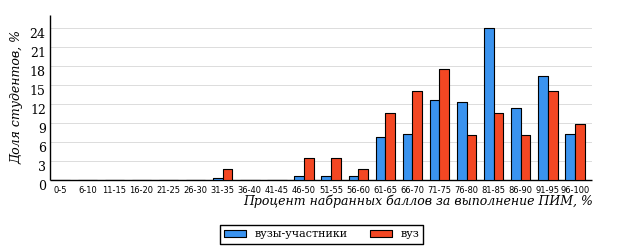 Доля студентов, %
24
21
18
15
12
9
6
3
0
0-5 6-10 11-15 16-20 21-25 26-30 31-35 36-40 41-45 46-50 51-55 56-60 61-65 66-70 71-75 76-80 81-85 86-90 91-95 96-100
Процент набранных баллов за выполнение ПИМ, %
вузы-участники вуз